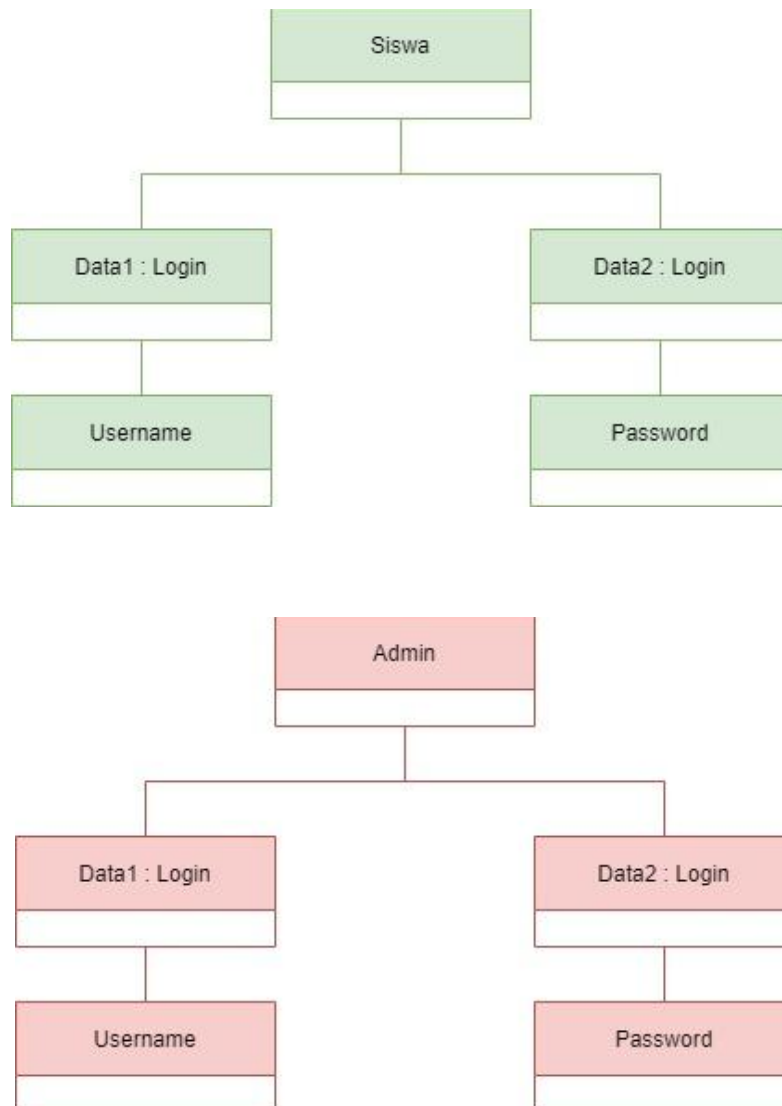 Siswa
Data1 : Login
Data2 : Login
Username
Password
Admin
Data1 : Login
Data2 : Login
Username
Password